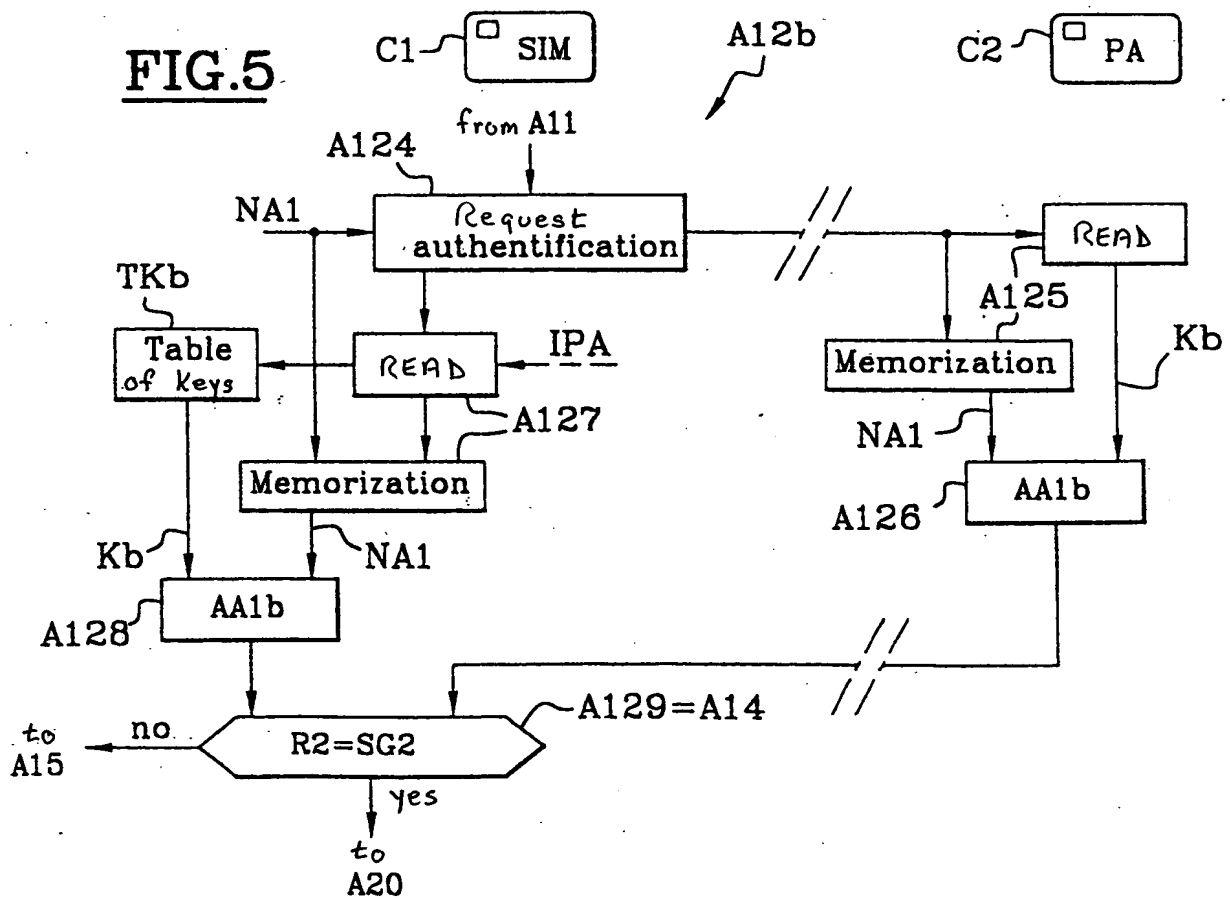 FIG.5
C1
SIM
A12b
C2
PA
from A11
A124
NA1
Request
authentification
READ
A125
TKb
Table
of keys
READ
IPA
Memorization
Kb
A127
NA1
Memorization
AA1b
A126
Kb
NA1
AA1b
A128
A129=A14
no
to
A15
R2=SG2
yes
to
A20